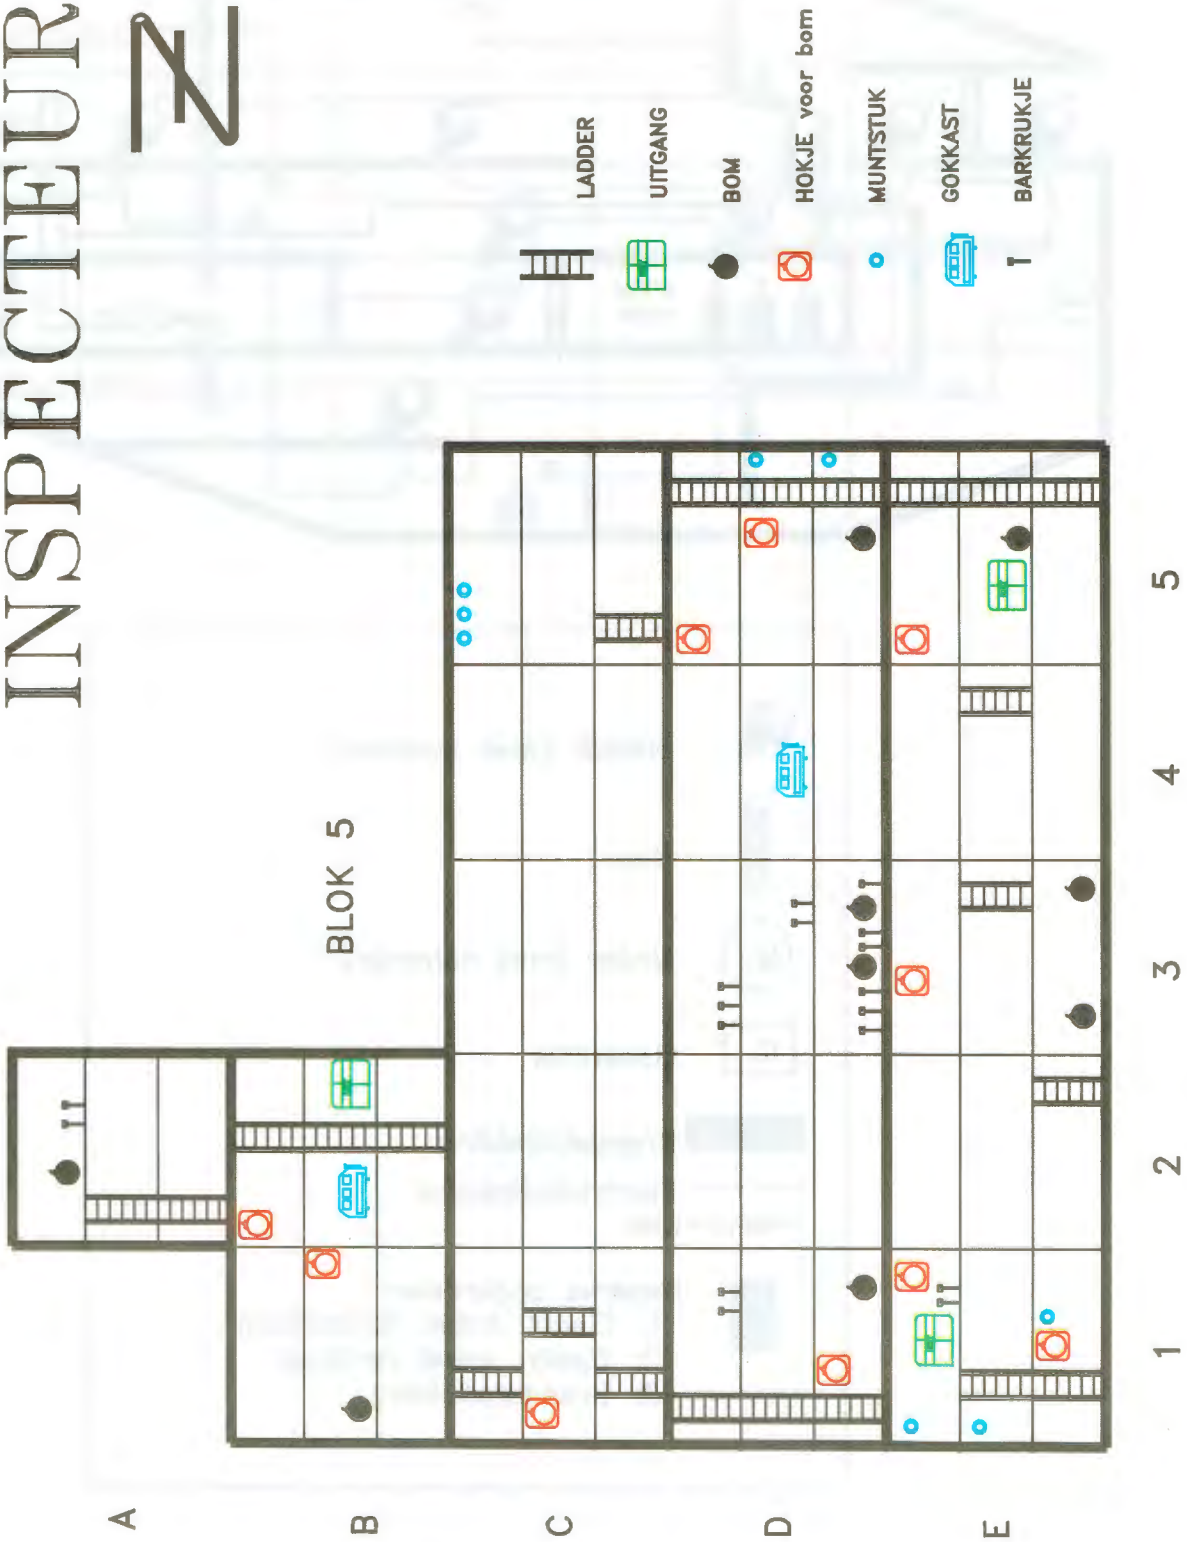 INSPECTEUR
Z
BLOK 5
LADDER
UITGANG
BOM
HOKJE voor bom
MUNTSTUK
GOKKAST
BARKRUKJE
A
B
C
D
E
1 2 3 4 5